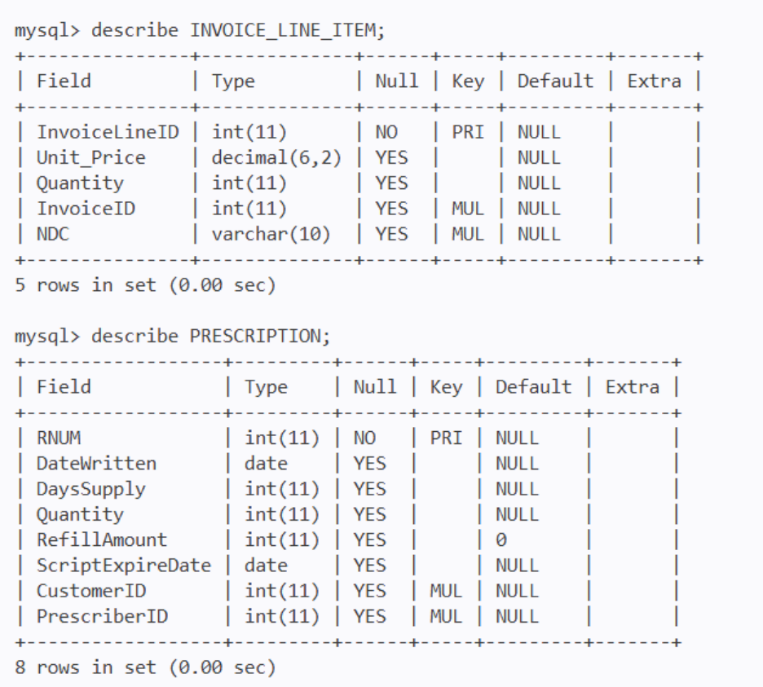 mysql> describe INVOICE_LINE_ITEM;
+---------------+--------------+------+-----+---------+-------+
| Field         | Type         | Null | Key | Default | Extra |
+---------------+--------------+------+-----+---------+-------+
| InvoiceLineID | int(11)      | NO   | PRI | NULL    |       |
| Unit_Price    | decimal(6,2) | YES  |     | NULL    |       |
| Quantity      | int(11)      | YES  |     | NULL    |       |
| InvoiceID     | int(11)      | YES  | MUL | NULL    |       |
| NDC           | varchar(10)  | YES  | MUL | NULL    |       |
+---------------+--------------+------+-----+---------+-------+
5 rows in set (0.00 sec)

mysql> describe PRESCRIPTION;
+------------------+---------+------+-----+---------+-------+
| Field            | Type    | Null | Key | Default | Extra |
+------------------+---------+------+-----+---------+-------+
| RNUM             | int(11) | NO   | PRI | NULL    |       |
| DateWritten      | date    | YES  |     | NULL    |       |
| DaysSupply       | int(11) | YES  |     | NULL    |       |
| Quantity         | int(11) | YES  |     | NULL    |       |
| RefillAmount     | int(11) | YES  |     | 0       |       |
| ScriptExpireDate | date    | YES  |     | NULL    |       |
| CustomerID       | int(11) | YES  | MUL | NULL    |       |
| PrescriberID     | int(11) | YES  | MUL | NULL    |       |
+------------------+---------+------+-----+---------+-------+
8 rows in set (0.00 sec)